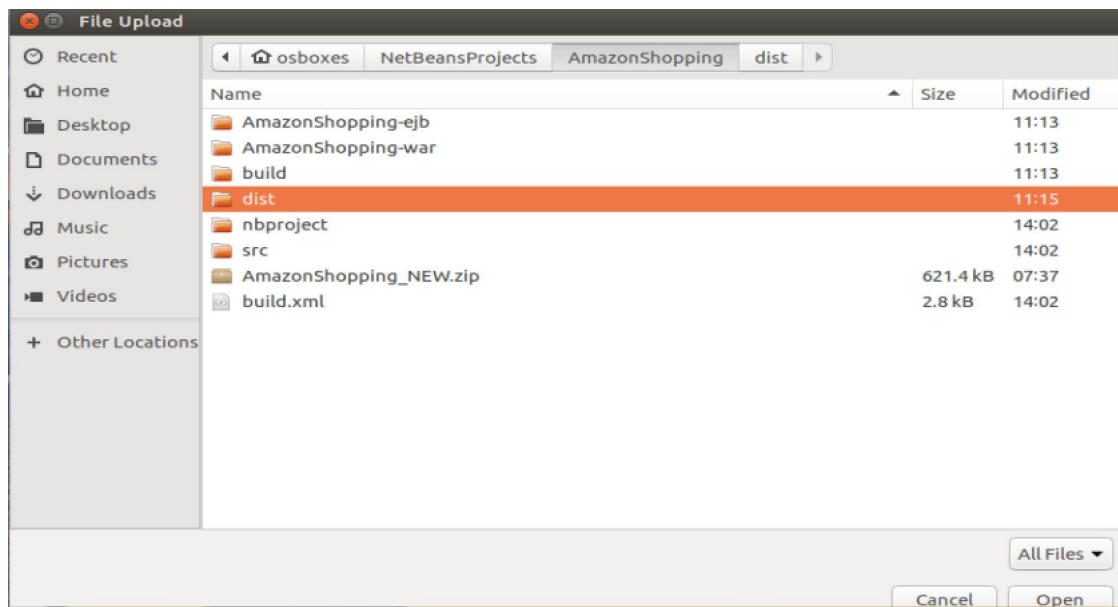 File Upload
Recent
Home
Desktop
Documents
Downloads
Music
Pictures
Videos
+ Other Locations
osboxes NetBeansProjects AmazonShopping dist
Name Size Modified
AmazonShopping-ejb 11:13
AmazonShopping-war 11:13
build 11:13
dist 11:15
nbproject 14:02
src 14:02
AmazonShopping_NEW.zip 621.4 kB 07:37
build.xml 2.8 kB 14:02
All Files
Cancel Open